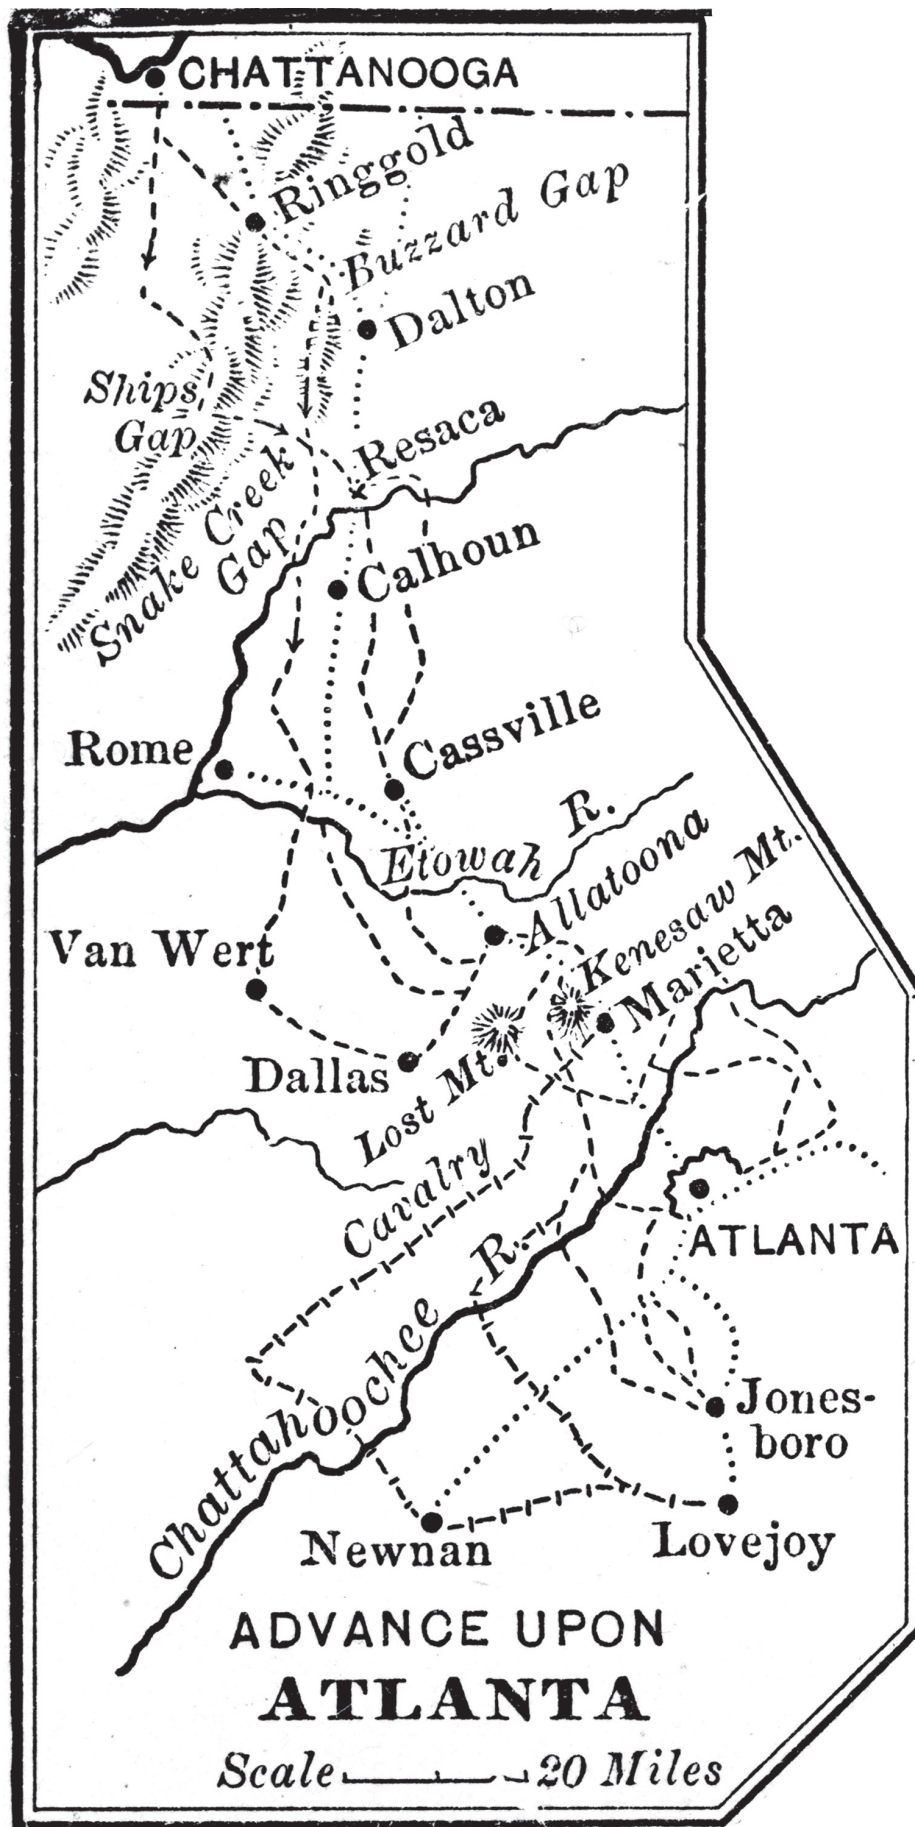 CHATTANOOGA
Ringgold
Buzzard Gap
Dalton
Ships
Gap
Resaca
Snake Creek
Gap
Calhoun
Rome
Cassville
Etowah R.
Allatoona
Kenesaw Mt.
Van Wert
Marietta
Dallas
Lost Mt.
Cavalry
ATLANTA
Chattahoochee R.
Jones-
boro
Newnan
Lovejoy
ADVANCE UPON
ATLANTA
Scale 20 Miles